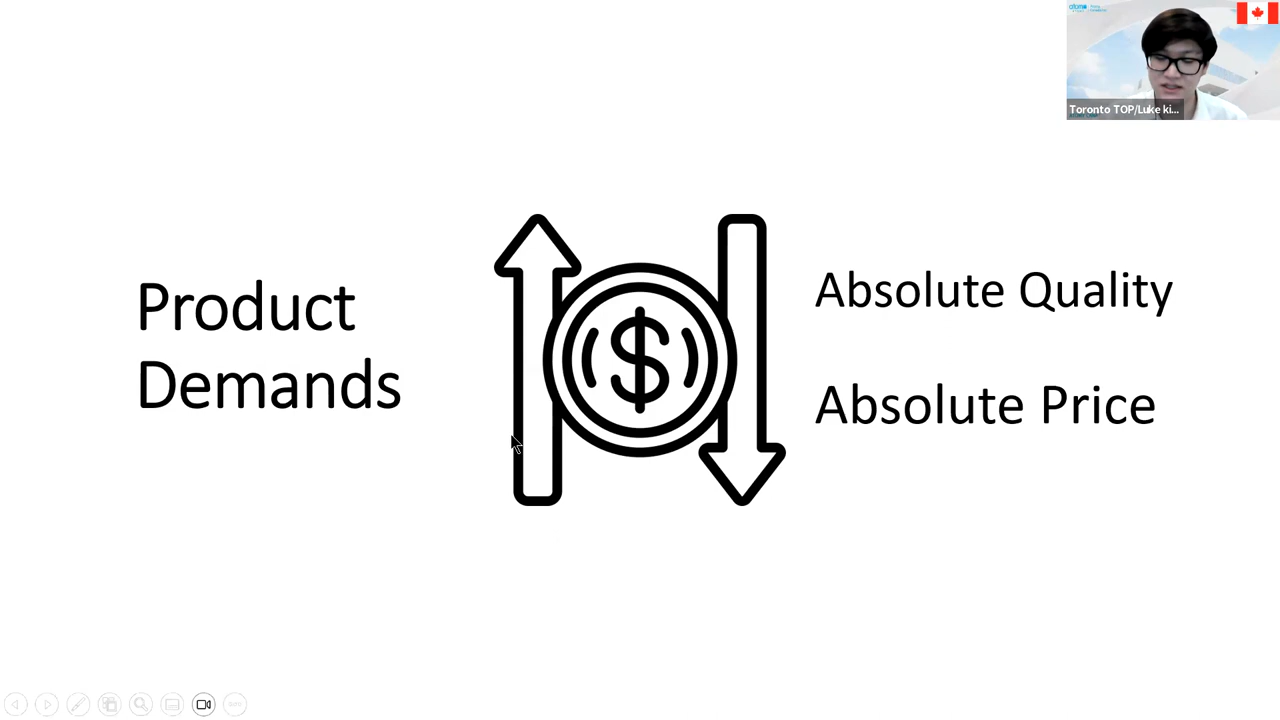 Toronto TOP/Luke ki...
Product
Demands
$
Absolute Quality
Absolute Price